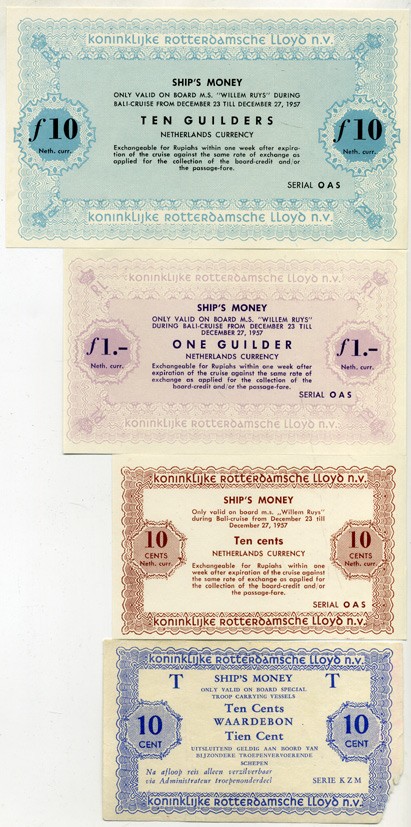 koninklijke rotterdamsche lloyd n.v.
SHIP'S MONEY
ONLY VALID ON BOARD M.S. "WILLEM RUYS" DURING
BALI-CRUISE FROM DECEMBER 23 TILL DECEMBER 27, 1957
TEN GUILDERS
NETHERLANDS CURRENCY
f 10
Neth. curr.
f 10
Neth. curr.
Exchangeable for Rupiahs within one week after expira-
tion of the cruise against the same rate of exchange as
applied for the collection of the board-credit and/or
the passage-fare.
SERIAL OAS
koninklijke rotterdamsche lloyd n.v.
koninklijke rotterdamsche lloyd n.v.
RL
RL
SHIP'S MONEY
ONLY VALID ON BOARD M.S. "WILLEM RUYS"
DURING BALI-CRUISE FROM DECEMBER 23 TILL
DECEMBER 27, 1957
ONE GUILDER
NETHERLANDS CURRENCY
f 1.-
Neth. curr.
f 1.-
Neth. curr.
Exchangeable for Rupiahs within one week after
expiration of the cruise against the same rate of
exchange as applied for the collection of the
board-credit and/or the passage-fare.
SERIAL OAS
koninklijke rotterdamsche lloyd n.v.
koninklijke rotterdamsche lloyd n.v.
SHIP'S MONEY
Only valid on board m.s. „Willem Ruys"
during Bali-cruise from December 23 till
December 27, 1957
Ten cents
NETHERLANDS CURRENCY
10
CENTS
Neth. curr.
10
CENTS
Neth. curr.
Exchangeable for Rupiahs within one
week after expiration of the cruise against
the same rate of exchange as applied for
the collection of the board-credit and/or
the passage-fare.
SERIAL OAS
koninklijke rotterdamsche lloyd n.v.
koninklijke rotterdamsche lloyd n.v.
T SHIP'S MONEY T
ONLY VALID ON BOARD SPECIAL
TROOP CARRYING VESSELS
Ten Cents
WAARDEBON
Tien Cent
10
CENT
10
CENT
UITSLUITEND GELDIG AAN BOORD VAN
BIJZONDERE TROEPENVERVOERENDE
SCHEPEN
Na afloop reis alleen verzilverbaar
via Administrateur troepenonderdeel
SERIE KZM
koninklijke rotterdamsche lloyd n.v.